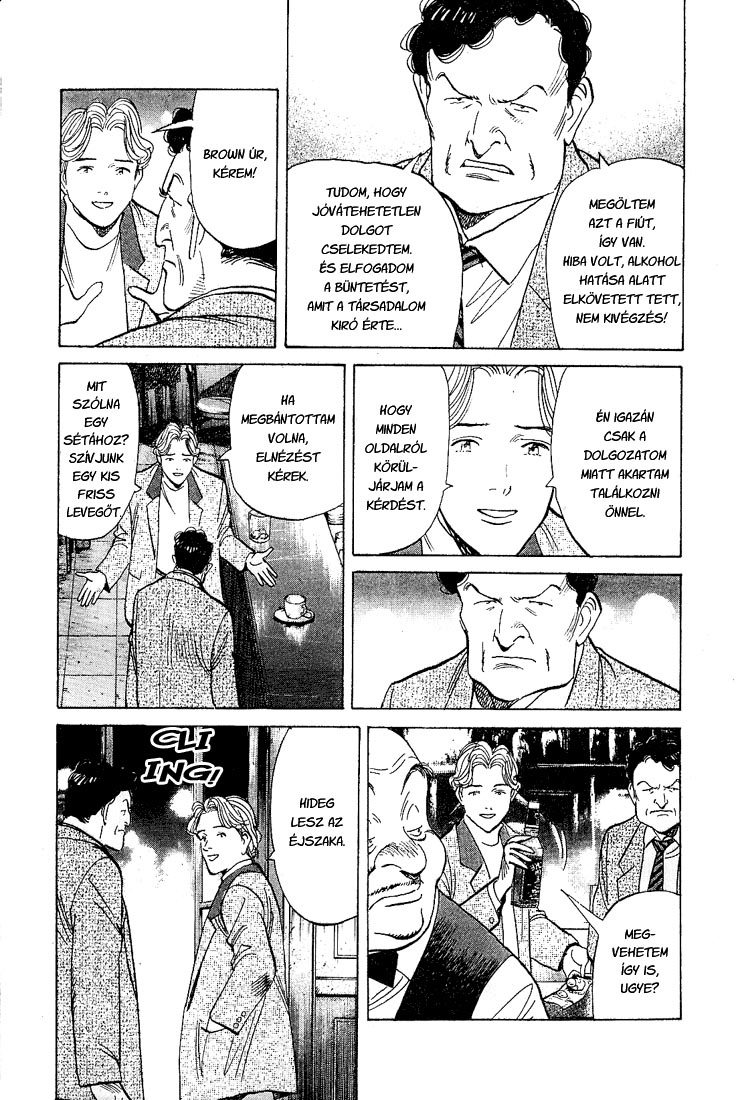 MEGÖLTEM
AZT A FIÚT,
ÍGY VAN.
HIBA VOLT, ALKOHOL
HATÁSA ALATT
ELKÖVETETT TETT,
NEM KIVÉGZÉS!
TUDOM, HOGY
JÓVÁTEHETETLEN
DOLGOT
CSELEKEDTEM.
ÉS ELFOGADOM
A BÜNTETÉST,
AMIT A TÁRSADALOM
KIRÓ ÉRTE...
BROWN ÚR,
KÉREM!
ÉN IGAZÁN
CSAK A
DOLGOZATOM
MIATT AKARTAM
TALÁLKOZNI
ÖNNEL.
HOGY
MINDEN
OLDALRÓL
KÖRÜL-
JÁRJAM A
KÉRDÉST.
HA
MEGBÁNTOTTAM
VOLNA,
ELNÉZÉST
KÉREK.
MIT
SZÓLNA
EGY
SÉTÁHOZ?
SZÍVJUNK
EGY KIS
FRISS
LEVEGŐT.
MEG-
VEHETEM
ÍGY IS,
UGYE?
HIDEG
LESZ AZ
ÉJSZAKA.
CLI
ING!